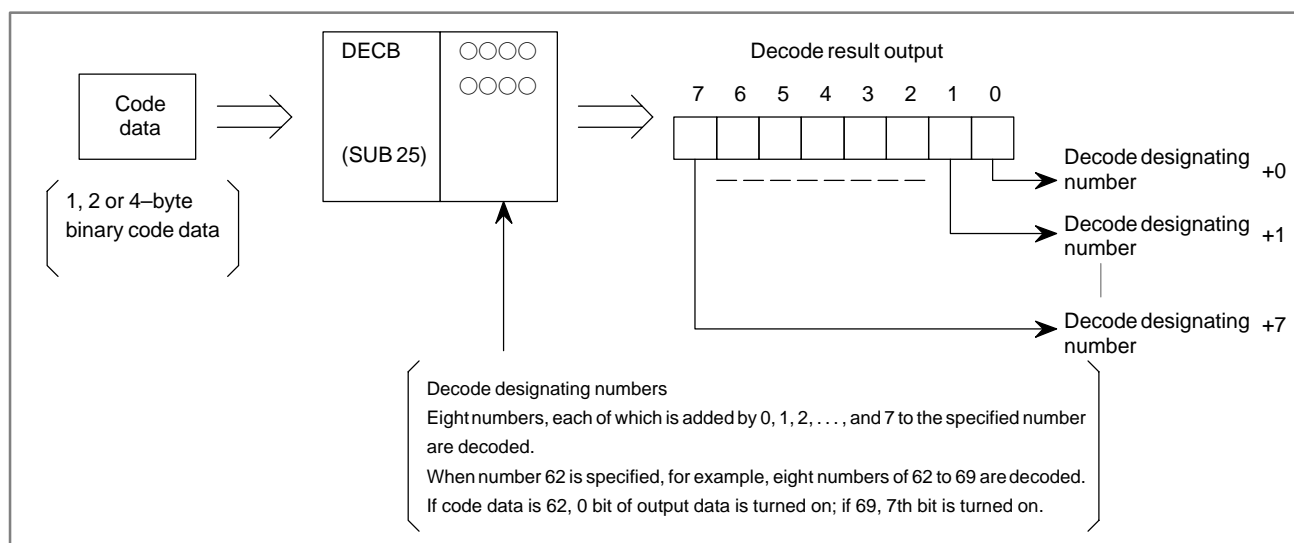 DECB
○○○○
○○○○
(SUB 25)
Code
data
1, 2 or 4–byte
binary code data
Decode result output
7 6 5 4 3 2 1 0
Decode designating
number
+0
Decode designating
number
+1
Decode designating
number
+7
Decode designating numbers
Eight numbers, each of which is added by 0, 1, 2, . . . , and 7 to the specified number
are decoded.
When number 62 is specified, for example, eight numbers of 62 to 69 are decoded.
If code data is 62, 0 bit of output data is turned on; if 69, 7th bit is turned on.